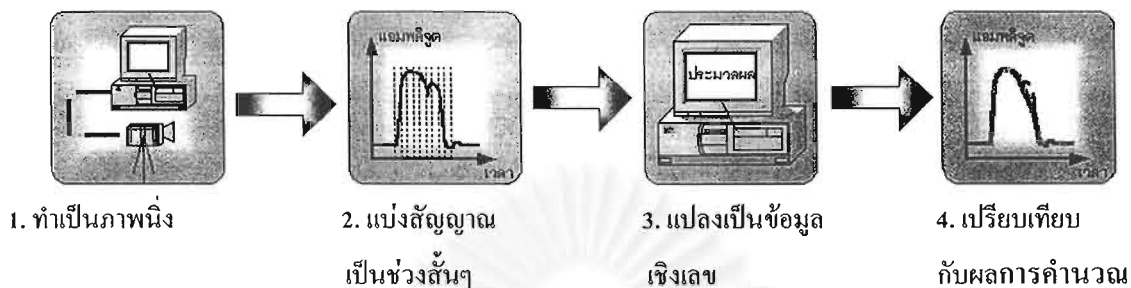 แอมพลิจูด
เวลา
ประมวลผล
แอมพลิจูด
เวลา
1. ทำเป็นภาพนิ่ง
2. แบ่งสัญญาณ
เป็นช่วงสั้นๆ
3. แปลงเป็นข้อมูล
เชิงเลข
4. เปรียบเทียบ
กับผลการคำนวณ